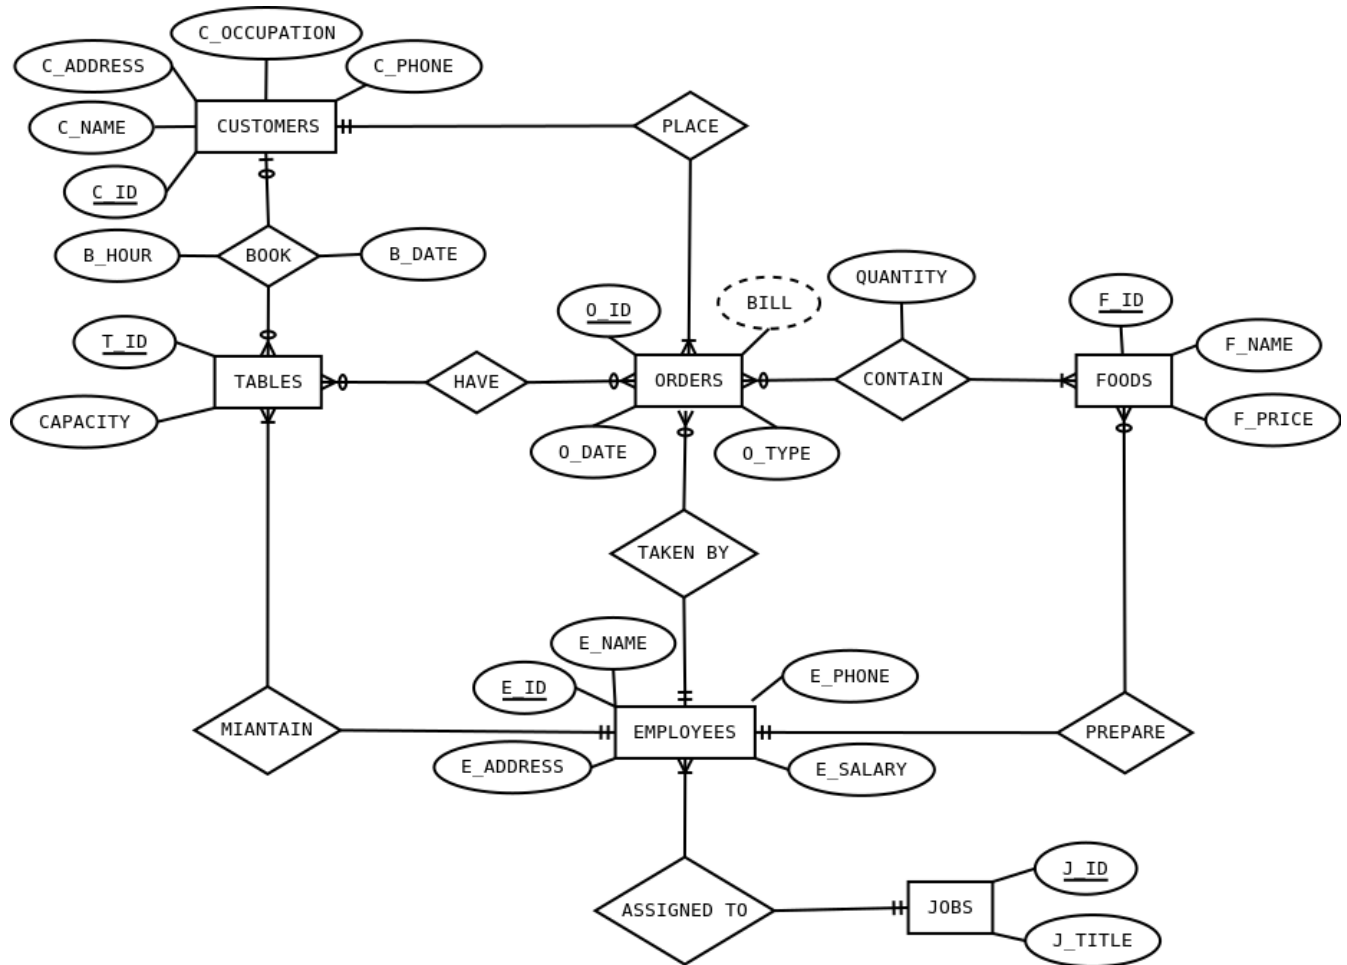 C_OCCUPATION
C_ADDRESS
C_PHONE
C_NAME
CUSTOMERS
PLACE
C_ID
B_HOUR
BOOK
B_DATE
QUANTITY
O_ID
BILL
F_ID
T_ID
F_NAME
TABLES
HAVE
ORDERS
CONTAIN
FOODS
CAPACITY
F_PRICE
O_DATE
O_TYPE
TAKEN BY
E_NAME
E_ID
E_PHONE
MIANTAIN
EMPLOYEES
PREPARE
E_ADDRESS
E_SALARY
J_ID
ASSIGNED TO
JOBS
J_TITLE